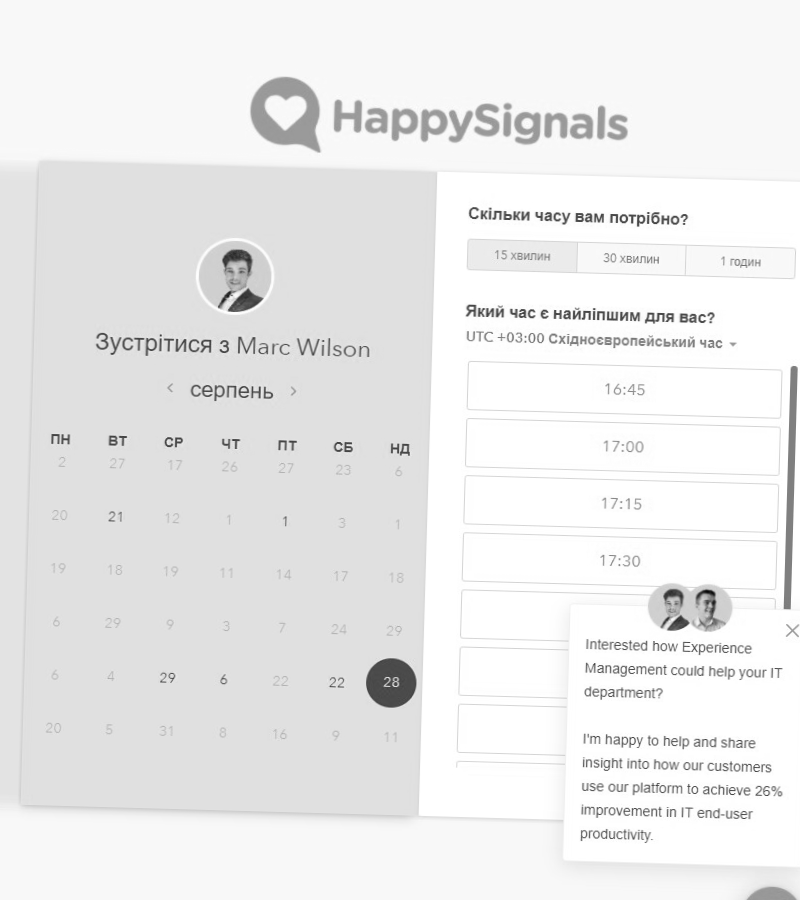 HappySignals
Зустрітися з Marc Wilson
серпень
ПН ВТ СР ЧТ ПТ СБ НД
2 27 17 26 27 23 6
20 21 12 1 1 3 1
19 18 19 11 14 17 18
6 29 9 3 7 24 29
6 4 29 6 22 22 28
20 5 31 8 16 9 11
Скільки часу вам потрібно?
15 хвилин 30 хвилин 1 годин
Який час є найліпшим для вас?
UTC +03:00 Східноєвропейський час
16:45
17:00
17:15
17:30
Interested how Experience
Management could help your IT
department?
I'm happy to help and share
insight into how our customers
use our platform to achieve 26%
improvement in IT end-user
productivity.